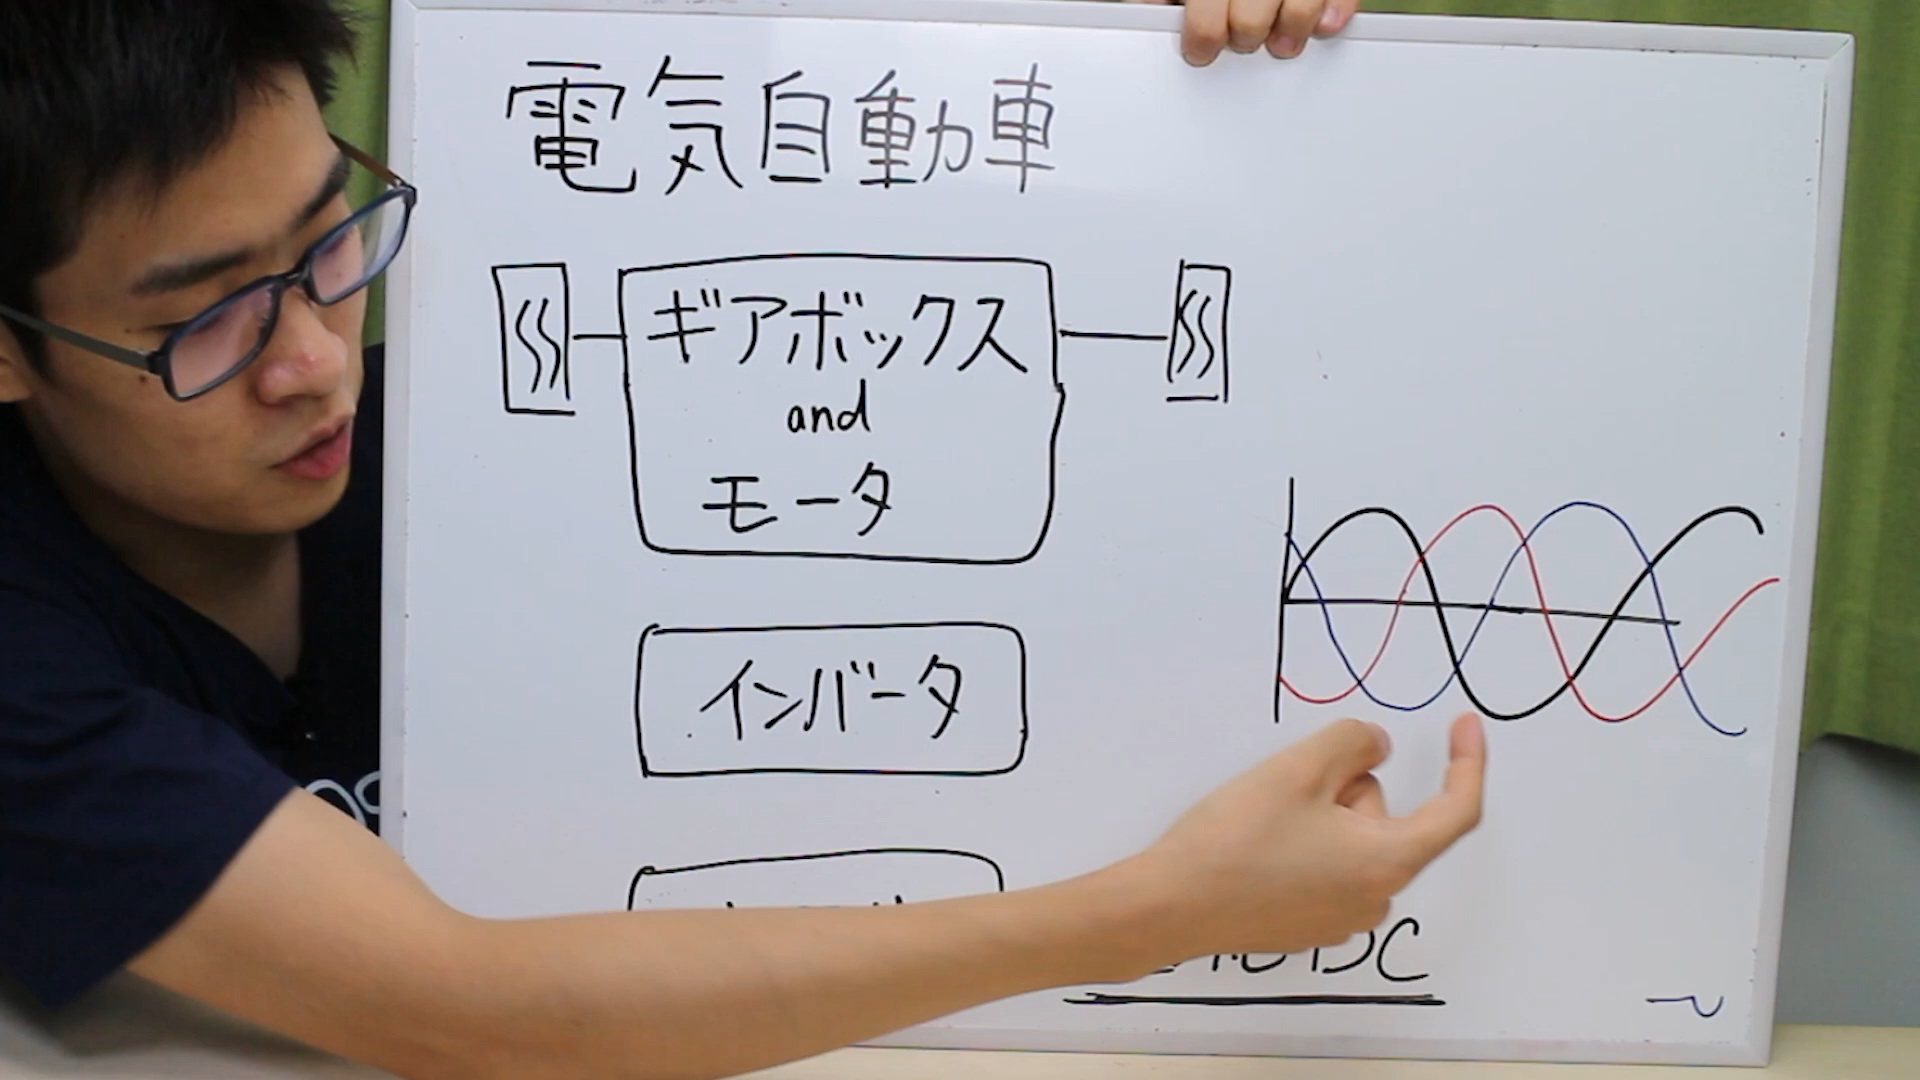 電気自動車
ギアボックス
and
モータ
インバータ
DC